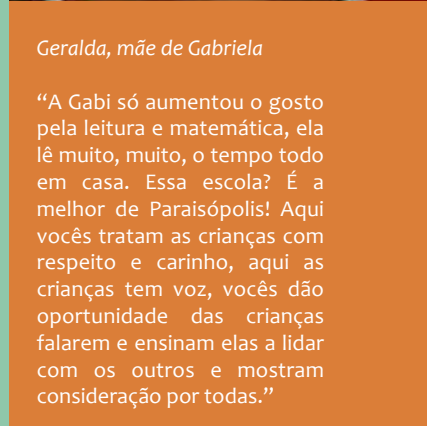 Geralda, mãe de Gabriela
“A Gabi só aumentou o gosto
pela leitura e matemática, ela
lê muito, muito, o tempo todo
em casa. Essa escola? É a
melhor de Paraisópolis! Aqui
vocês tratam as crianças com
respeito e carinho, aqui as
crianças tem voz, vocês dão
oportunidade das crianças
falarem e ensinam elas a lidar
com os outros e mostram
consideração por todas.”